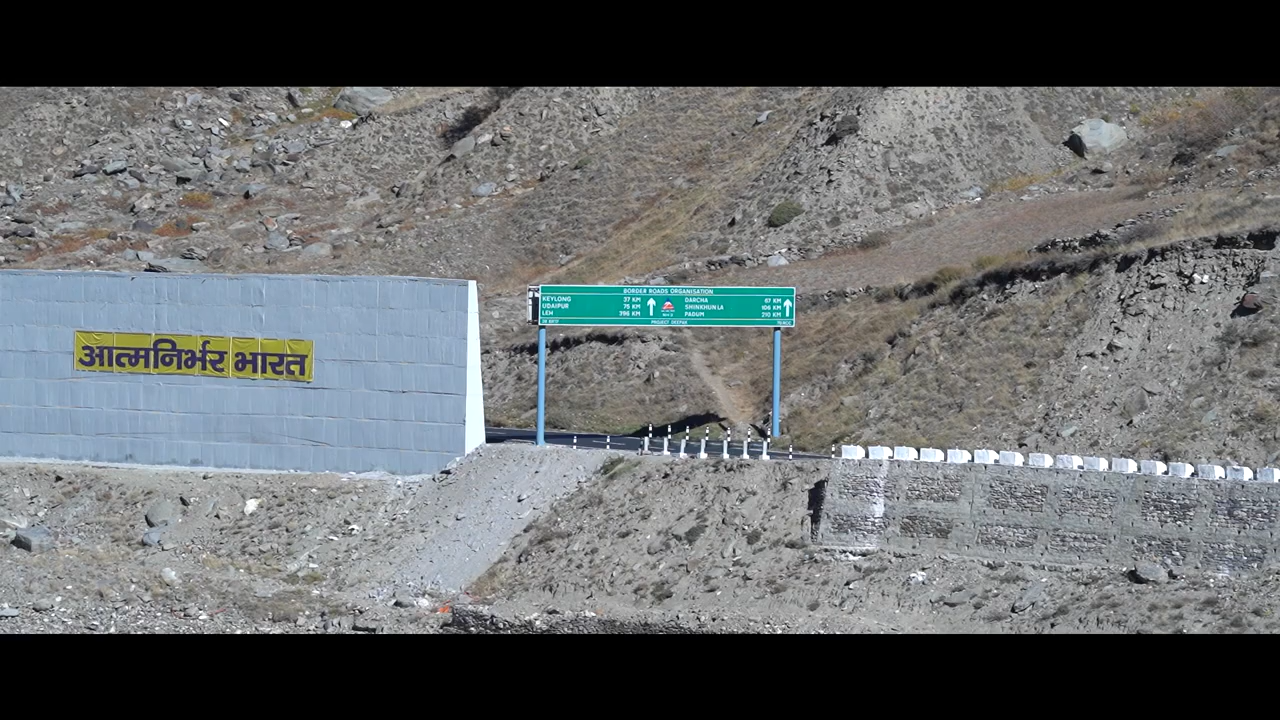 आत्मनिर्भर भारत
BORDER ROADS ORGANISATION
KEYLONG 37 KM
UDAIPUR 75 KM
LEH 396 KM
DARCHA 67 KM
SHINKHUN LA 106 KM
PADUM 210 KM
PROJECT DEEPAK